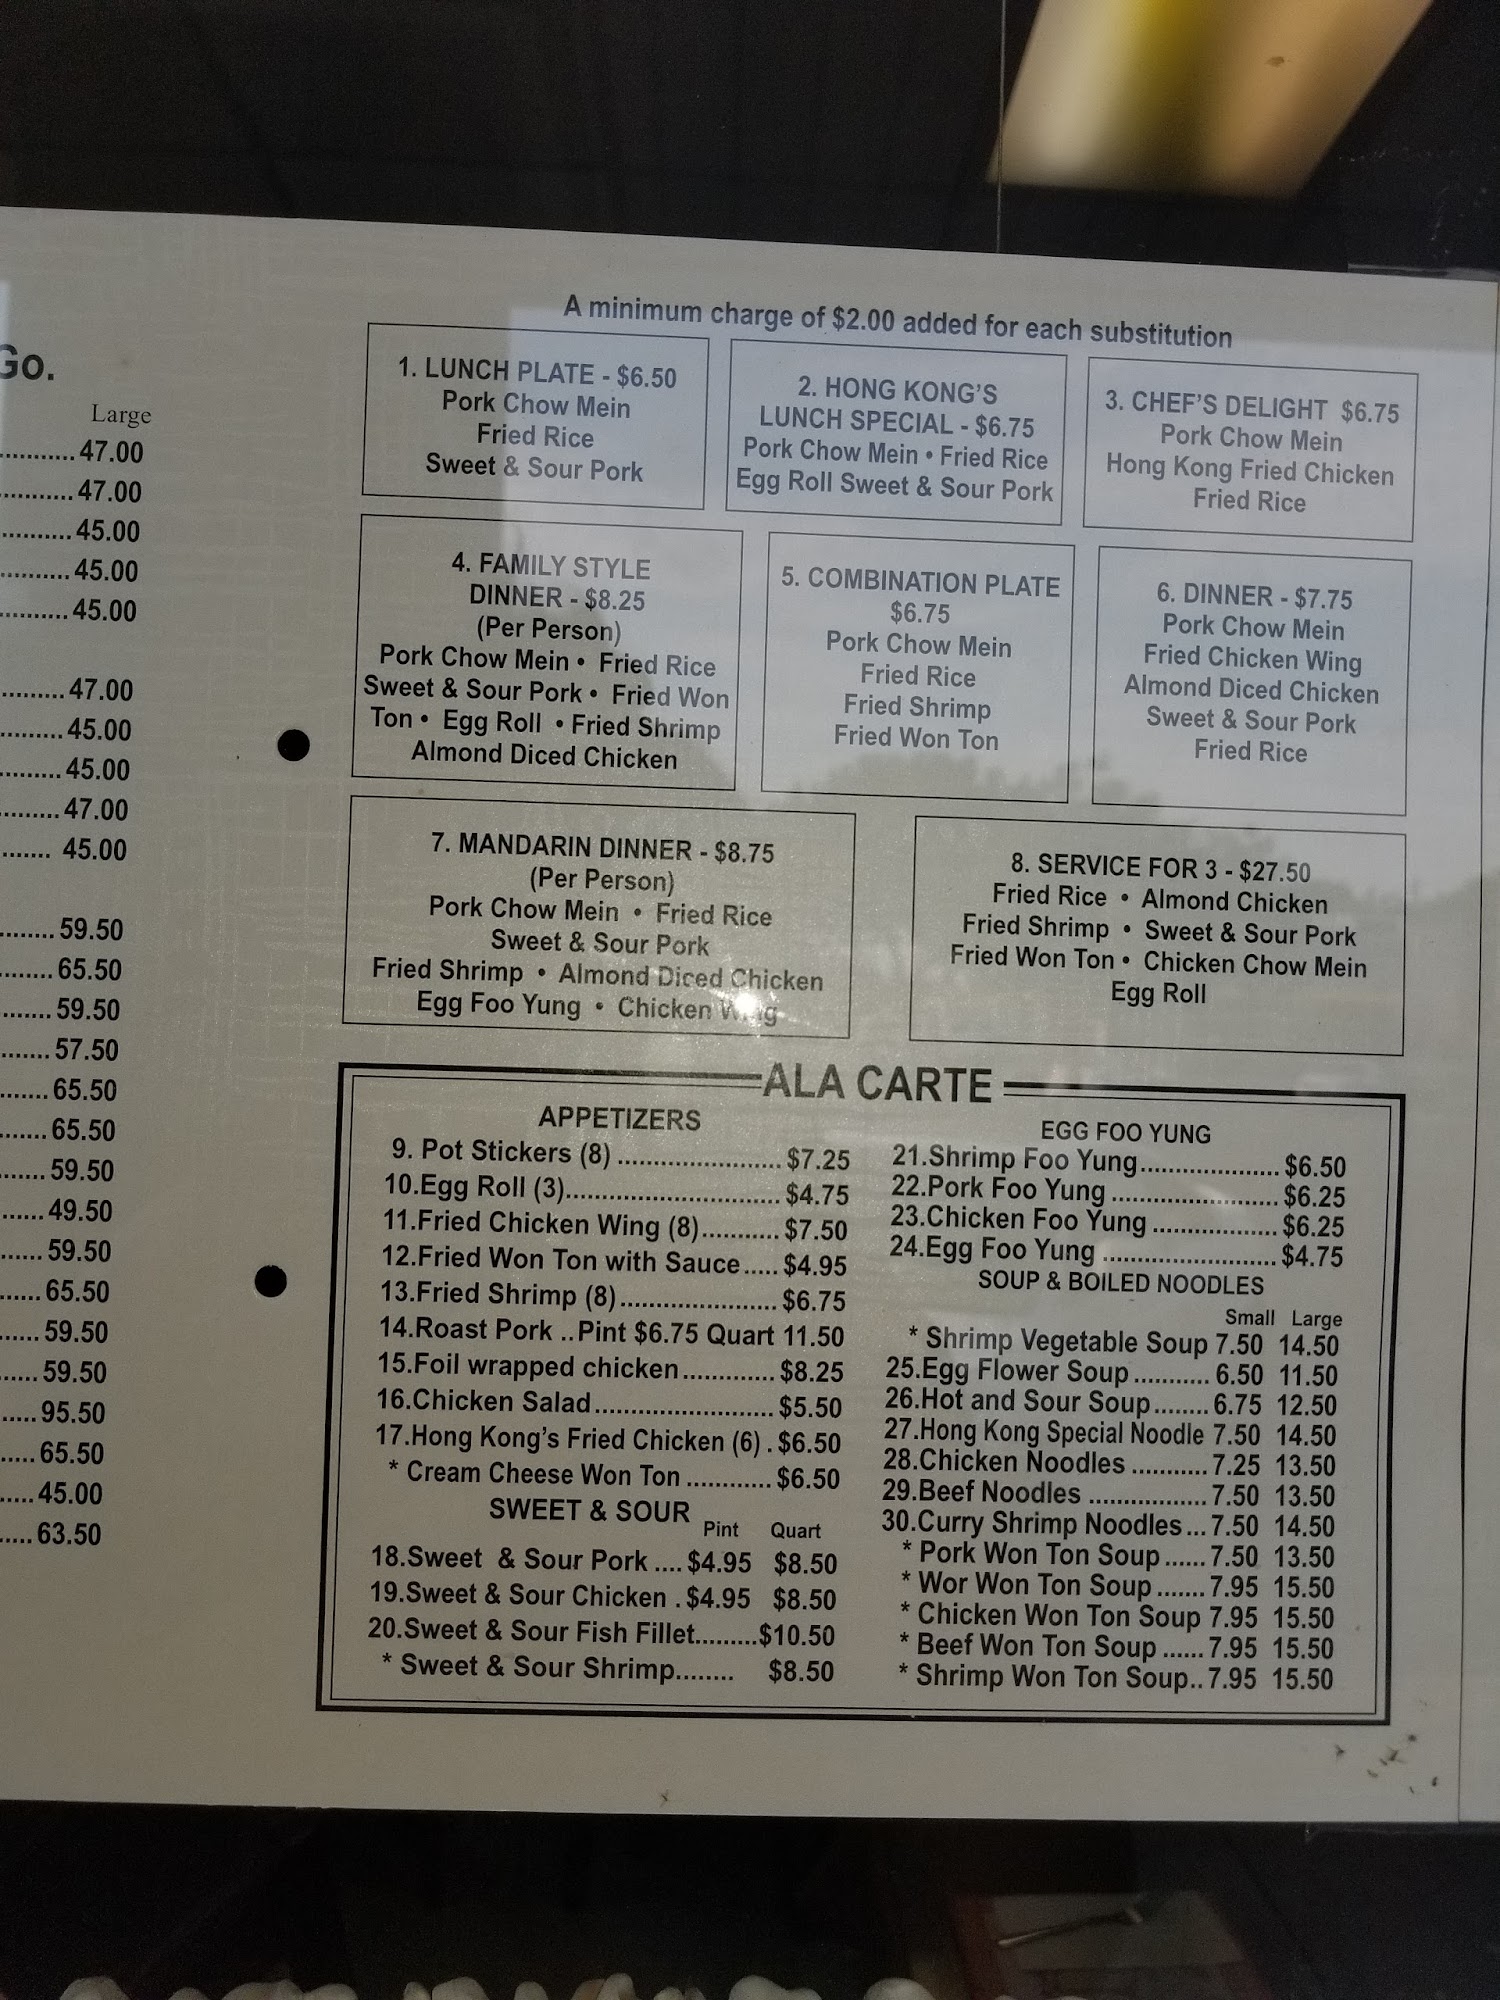 Go.
Large
...........47.00
...........47.00
...........45.00
...........45.00
...........45.00
.........47.00
.........45.00
.........45.00
.........47.00
....... 45.00
........59.50
........65.50
........59.50
........57.50
.......65.50
.......65.50
.......59.50
......49.50
......59.50
......65.50
......59.50
......59.50
.....95.50
.....65.50
.....45.00
.....63.50
A minimum charge of $2.00 added for each substitution
1. LUNCH PLATE - $6.50
Pork Chow Mein
Fried Rice
Sweet & Sour Pork
2. HONG KONG'S
LUNCH SPECIAL - $6.75
Pork Chow Mein • Fried Rice
Egg Roll Sweet & Sour Pork
3. CHEF'S DELIGHT $6.75
Pork Chow Mein
Hong Kong Fried Chicken
Fried Rice
4. FAMILY STYLE
DINNER - $8.25
(Per Person)
Pork Chow Mein • Fried Rice
Sweet & Sour Pork • Fried Won
Ton • Egg Roll • Fried Shrimp
Almond Diced Chicken
5. COMBINATION PLATE
$6.75
Pork Chow Mein
Fried Rice
Fried Shrimp
Fried Won Ton
6. DINNER - $7.75
Pork Chow Mein
Fried Chicken Wing
Almond Diced Chicken
Sweet & Sour Pork
Fried Rice
7. MANDARIN DINNER - $8.75
(Per Person)
Pork Chow Mein • Fried Rice
Sweet & Sour Pork
Fried Shrimp • Almond Diced Chicken
Egg Foo Yung • Chicken Wing
8. SERVICE FOR 3 - $27.50
Fried Rice • Almond Chicken
Fried Shrimp • Sweet & Sour Pork
Fried Won Ton • Chicken Chow Mein
Egg Roll
ALA CARTE
APPETIZERS
9. Pot Stickers (8) ....................... $7.25
10.Egg Roll (3).............................. $4.75
11.Fried Chicken Wing (8)........... $7.50
12.Fried Won Ton with Sauce..... $4.95
13.Fried Shrimp (8)...................... $6.75
14.Roast Pork ..Pint $6.75 Quart 11.50
15.Foil wrapped chicken............. $8.25
16.Chicken Salad......................... $5.50
17.Hong Kong's Fried Chicken (6) . $6.50
* Cream Cheese Won Ton ............ $6.50
SWEET & SOUR
Pint Quart
18.Sweet & Sour Pork .... $4.95 $8.50
19.Sweet & Sour Chicken . $4.95 $8.50
20.Sweet & Sour Fish Fillet.........$10.50
* Sweet & Sour Shrimp........ $8.50
EGG FOO YUNG
21.Shrimp Foo Yung.................... $6.50
22.Pork Foo Yung ........................ $6.25
23.Chicken Foo Yung .................. $6.25
24.Egg Foo Yung ......................... $4.75
SOUP & BOILED NOODLES
Small Large
* Shrimp Vegetable Soup 7.50 14.50
25.Egg Flower Soup ........... 6.50 11.50
26.Hot and Sour Soup........ 6.75 12.50
27.Hong Kong Special Noodle 7.50 14.50
28.Chicken Noodles ........... 7.25 13.50
29.Beef Noodles ................. 7.50 13.50
30.Curry Shrimp Noodles... 7.50 14.50
* Pork Won Ton Soup ...... 7.50 13.50
* Wor Won Ton Soup ....... 7.95 15.50
* Chicken Won Ton Soup 7.95 15.50
* Beef Won Ton Soup ...... 7.95 15.50
* Shrimp Won Ton Soup.. 7.95 15.50